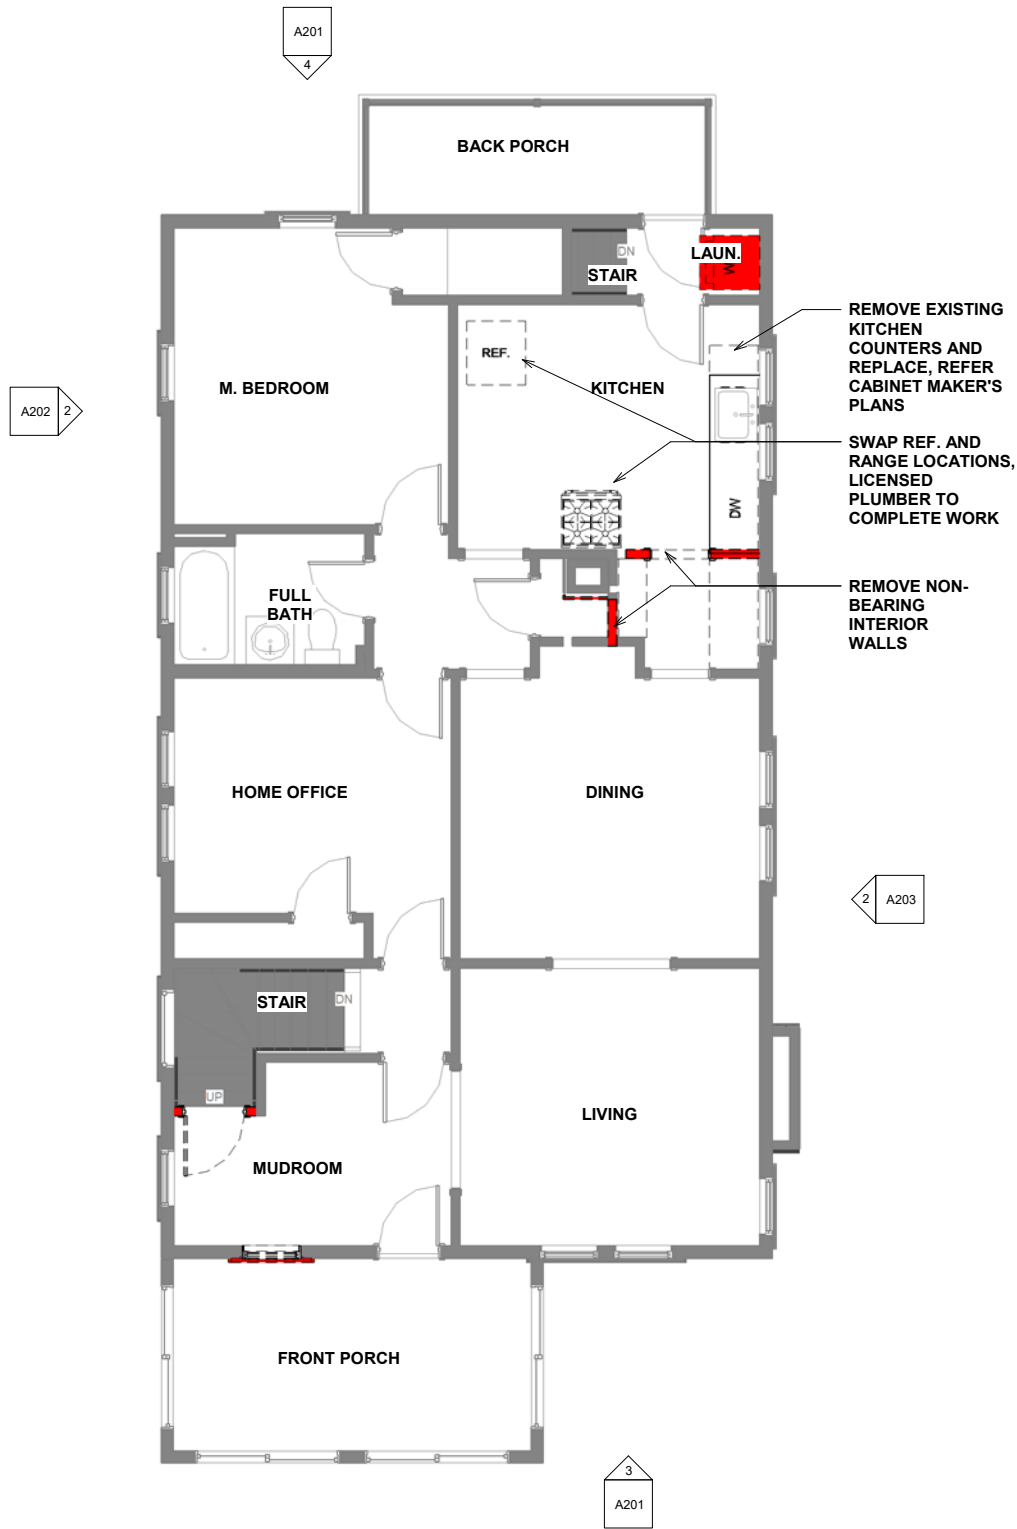 A201
4
BACK PORCH
DN
LAUN.
W
STAIR
REMOVE EXISTING
KITCHEN
COUNTERS AND
REPLACE, REFER
CABINET MAKER'S
PLANS
REF.
M. BEDROOM
KITCHEN
A202
2
SWAP REF. AND
RANGE LOCATIONS,
LICENSED
PLUMBER TO
COMPLETE WORK
DW
FULL
BATH
REMOVE NON-
BEARING
INTERIOR
WALLS
HOME OFFICE
DINING
2
A203
STAIR
DN
UP
LIVING
MUDROOM
FRONT PORCH
3
A201